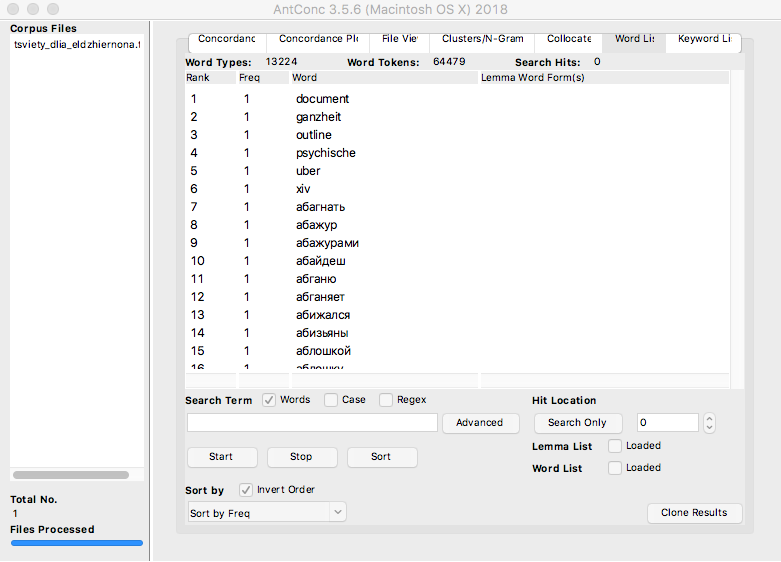 AntConc 3.5.6 (Macintosh OS X) 2018
Corpus Files
tsviety_dlia_eldzhiernona.t
Total No.
1
Files Processed
Concordanc Concordance Plo File Viev Clusters/N-Gram Collocate Word Lis Keyword Li
Word Types: 13224 Word Tokens: 64479 Search Hits: 0
Rank Freq Word Lemma Word Form(s)
1 1 document
2 1 ganzheit
3 1 outline
4 1 psychische
5 1 uber
6 1 xiv
7 1 абагнать
8 1 абажур
9 1 абажурами
10 1 абайдеш
11 1 абганю
12 1 абганяет
13 1 абижался
14 1 абизьяны
15 1 аблошкой
16 1 аблошку
Search Term Words Case Regex Hit Location
Advanced Search Only 0
Start Stop Sort
Lemma List Loaded
Word List Loaded
Sort by Invert Order
Sort by Freq
Clone Results